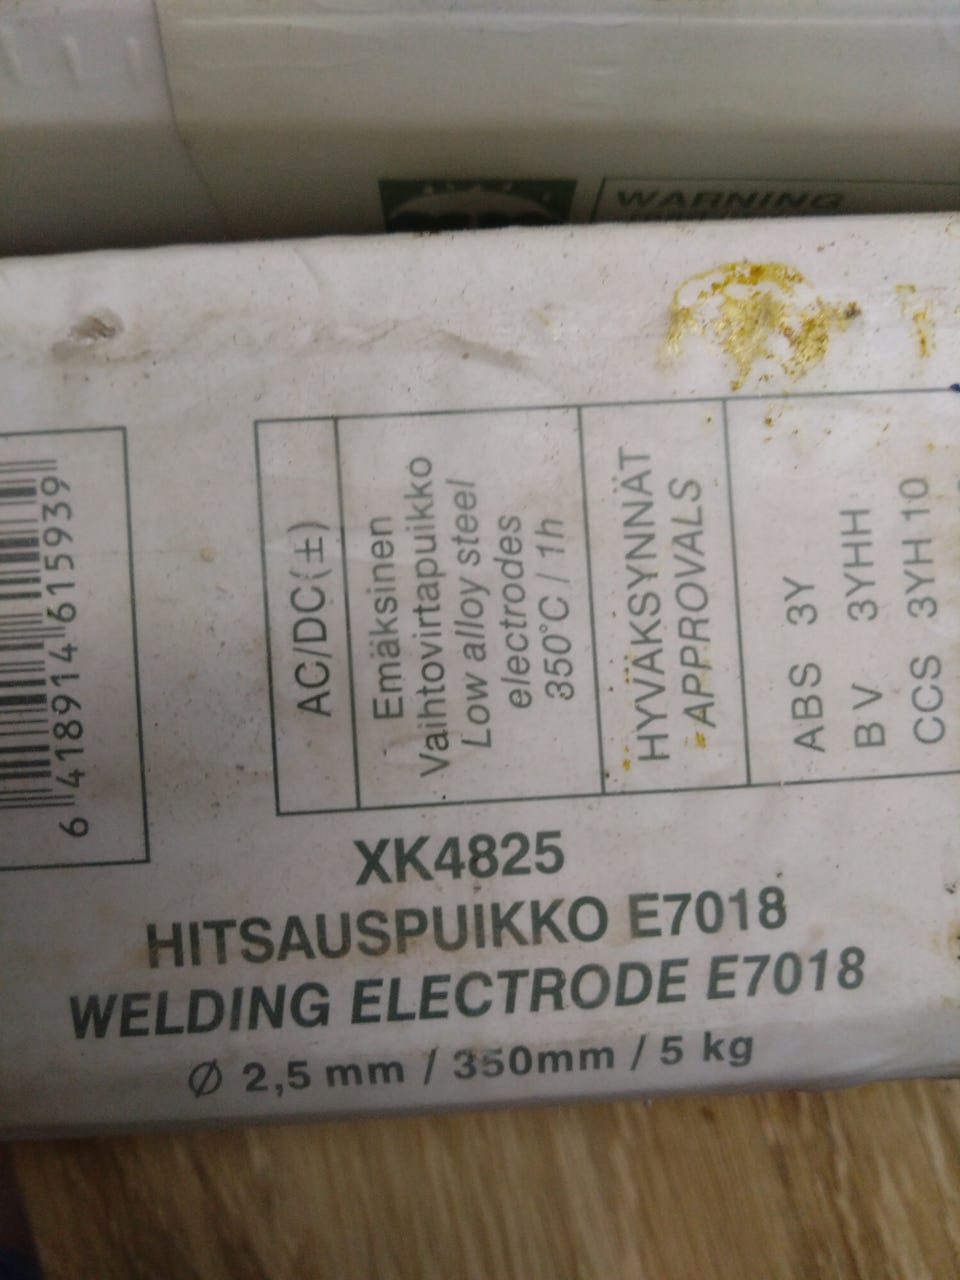 WARNING
6 418914 615939
AC/DC(±)
Emäksinen
Vaihtovirtapuikko
Low alloy steel
electrodes
350°C / 1h
HYVÄKSYNNÄT
APPROVALS
ABS 3Y
B V 3YHH
CCS 3YH 10
XK4825
HITSAUSPUIKKO E7018
WELDING ELECTRODE E7018
Ø 2,5 mm / 350mm / 5 kg